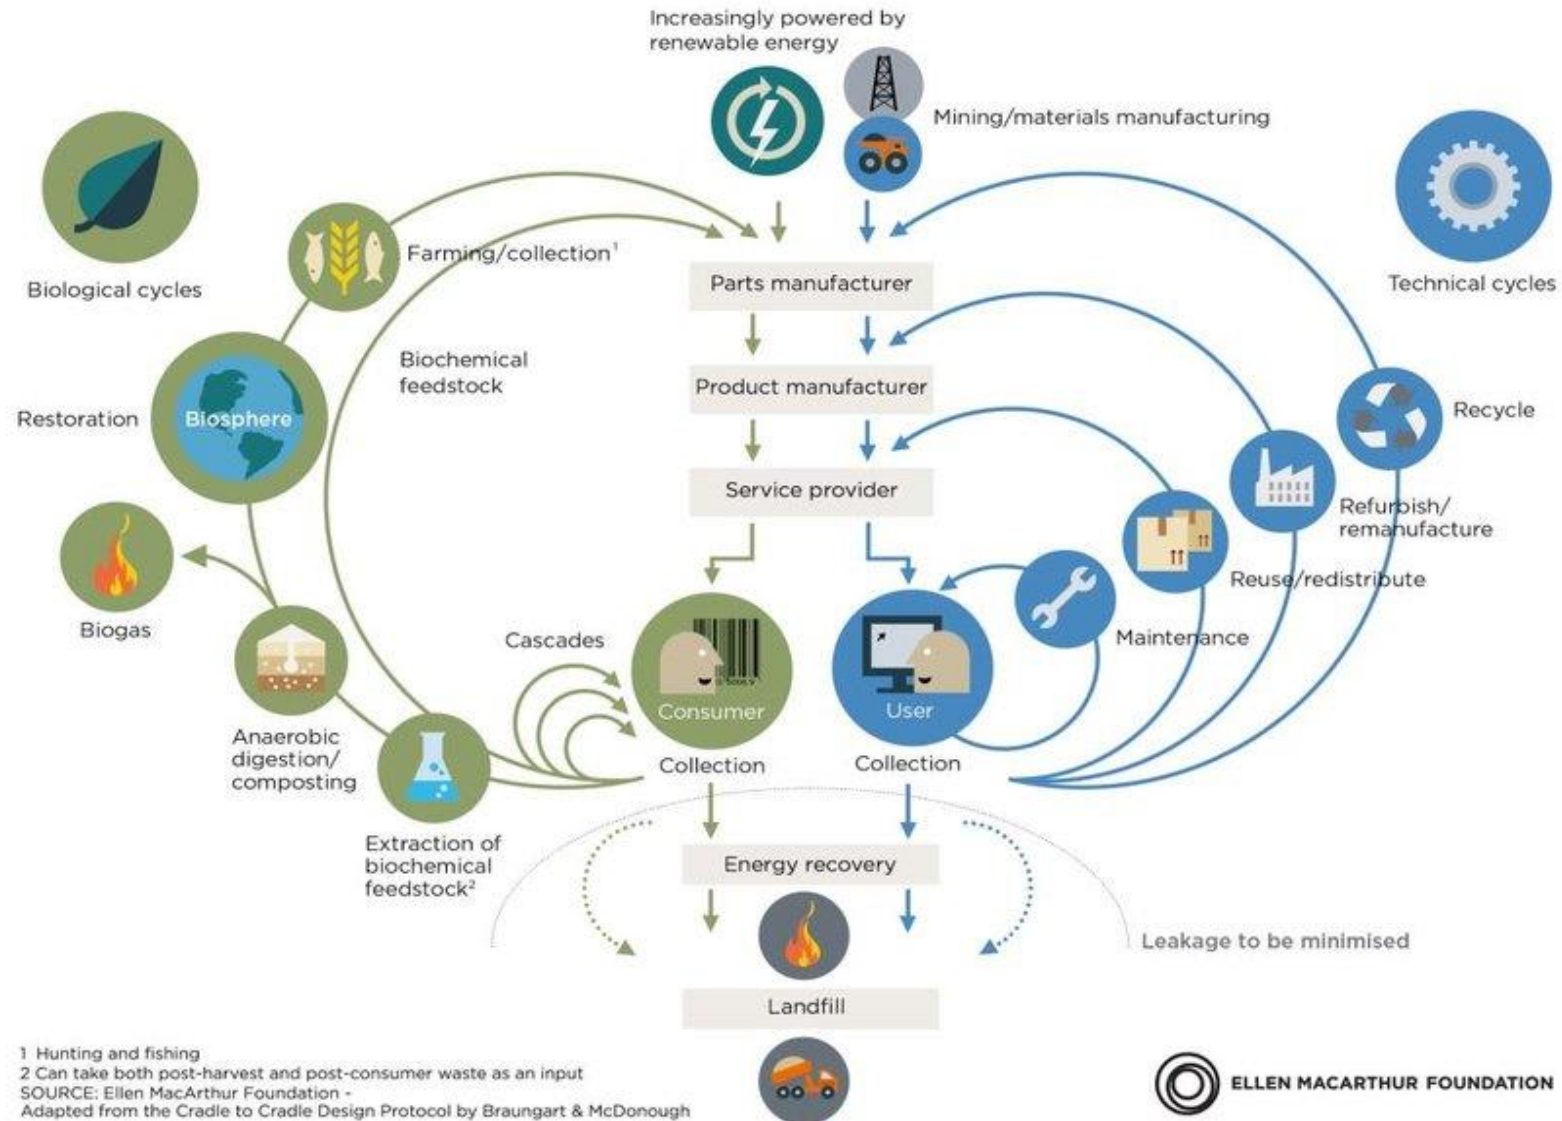 Increasingly powered by
renewable energy
Mining/materials manufacturing
Biological cycles
Technical cycles
Farming/collection¹
Parts manufacturer
Biochemical
feedstock
Product manufacturer
Restoration
Biosphere
Recycle
Service provider
Refurbish/
remanufacture
Reuse/redistribute
Biogas
Cascades
Maintenance
Consumer
User
Anaerobic
digestion/
composting
Collection
Collection
Extraction of
biochemical
feedstock²
Energy recovery
Leakage to be minimised
Landfill
1 Hunting and fishing
2 Can take both post-harvest and post-consumer waste as an input
SOURCE: Ellen MacArthur Foundation -
Adapted from the Cradle to Cradle Design Protocol by Braungart & McDonough
ELLEN MACARTHUR FOUNDATION